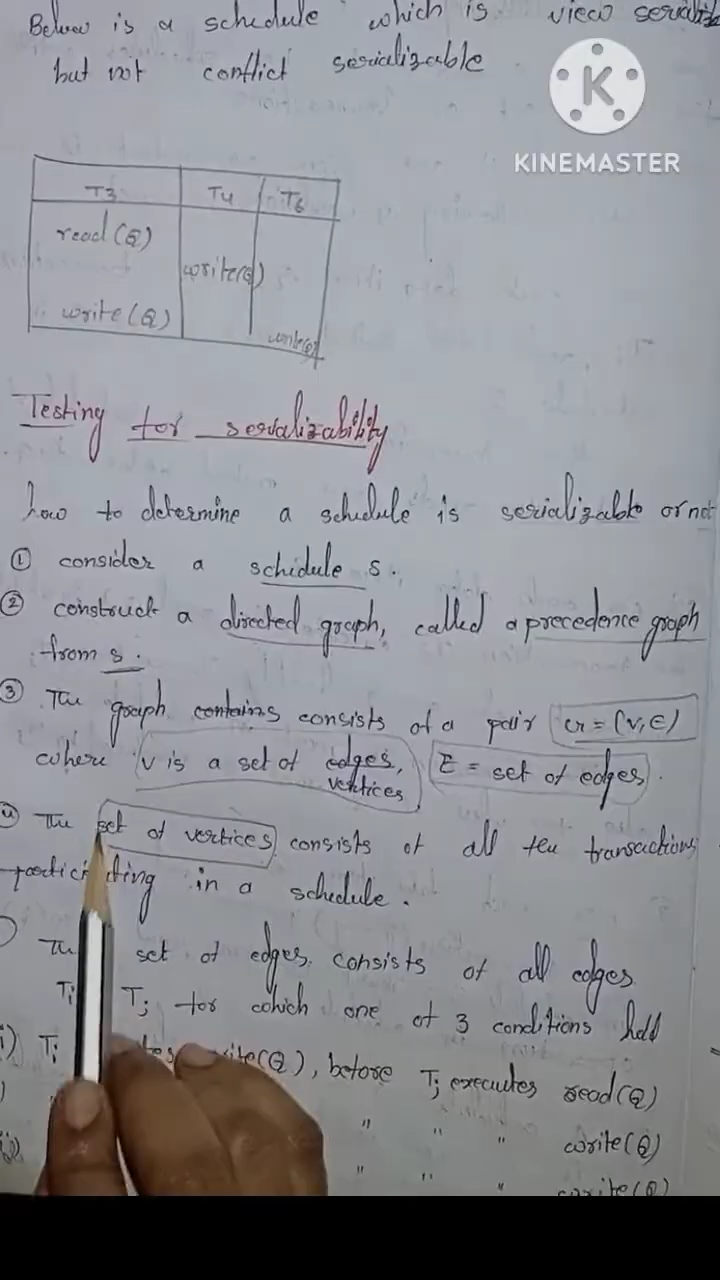 Below is a schedule which is view
but not conflict serializable
K
KINEMASTER
T3 T4 T6
read(Q)
write(Q)
write(Q)
write(Q)
Testing for serializability
how to determine a schedule is serializable or not
① consider a schedule s.
② construct a directed graph, called a precedence graph
from s.
③ The graph contains consists of a pair G = (V, E)
where V is a set of edges, E = set of edges.
vertices
The set of vertices consists of all the transactions
participating in a schedule.
The set of edges consists of all edges
Ti Tj for which one of 3 conditions hold
i) Ti write(Q), before Tj executes read(Q)
" " " write(Q)
" " " write(Q)